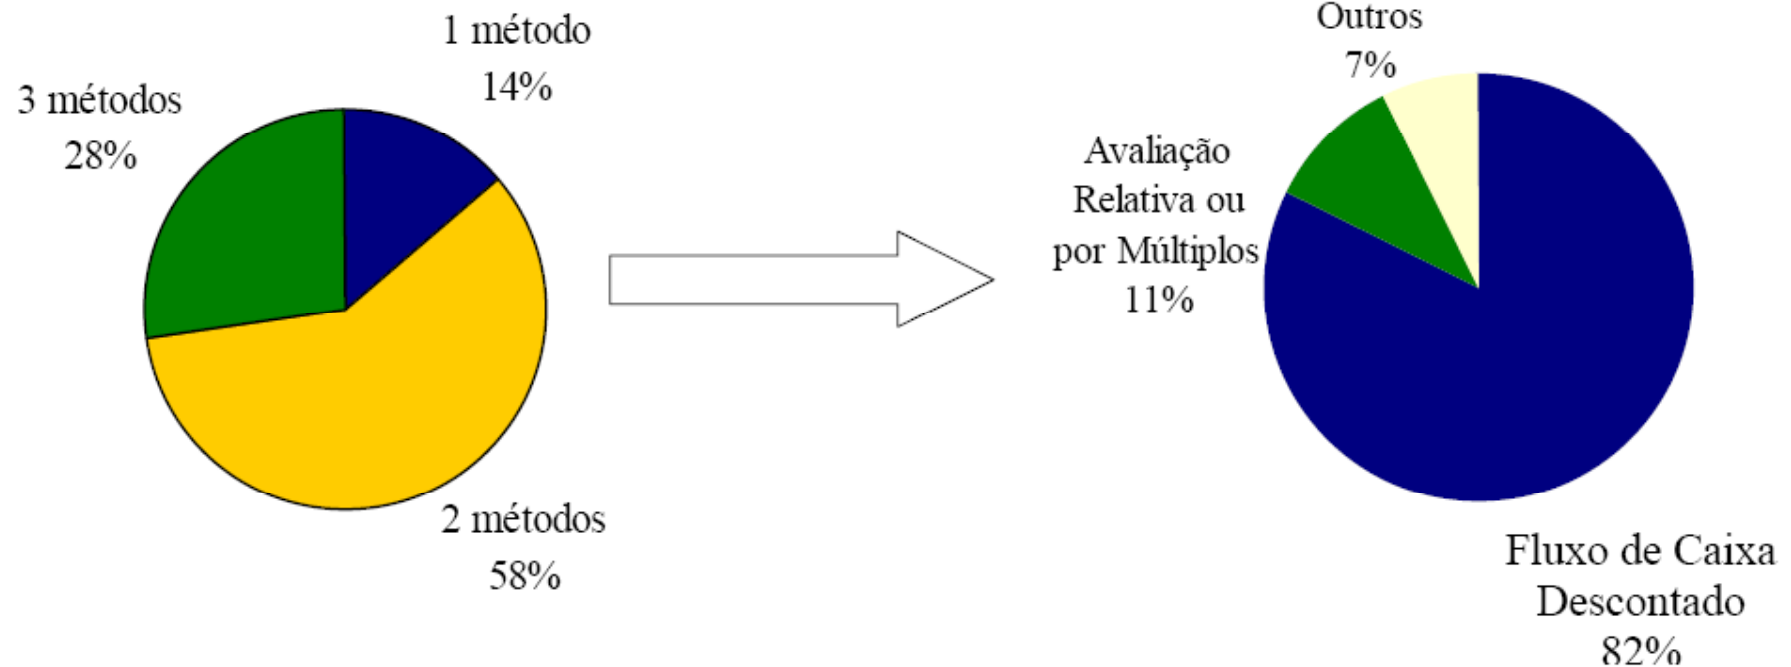 1 método
14%
3 métodos
28%
2 métodos
58%
Outros
7%
Avaliação
Relativa ou
por Múltiplos
11%
Fluxo de Caixa
Descontado
82%